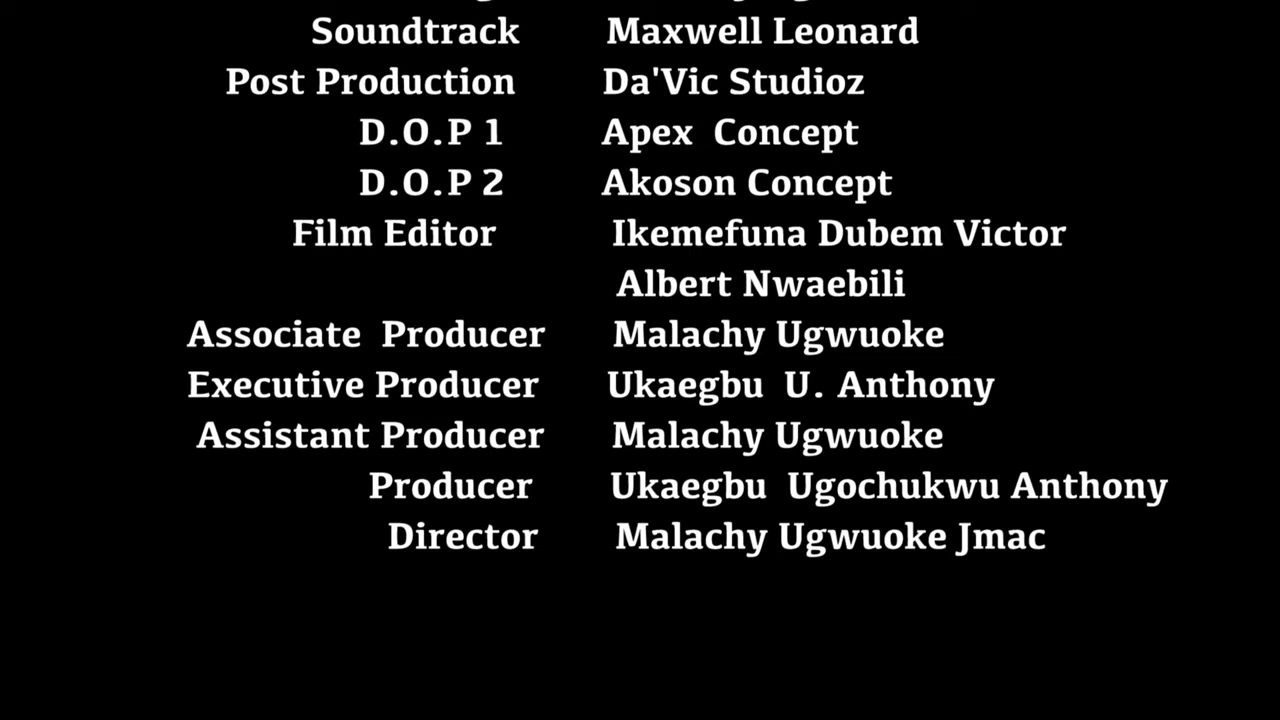 Soundtrack Maxwell Leonard
Post Production Da'Vic Studioz
D.O.P 1 Apex Concept
D.O.P 2 Akoson Concept
Film Editor Ikemefuna Dubem Victor
Albert Nwaebili
Associate Producer Malachy Ugwuoke
Executive Producer Ukaegbu U. Anthony
Assistant Producer Malachy Ugwuoke
Producer Ukaegbu Ugochukwu Anthony
Director Malachy Ugwuoke Jmac